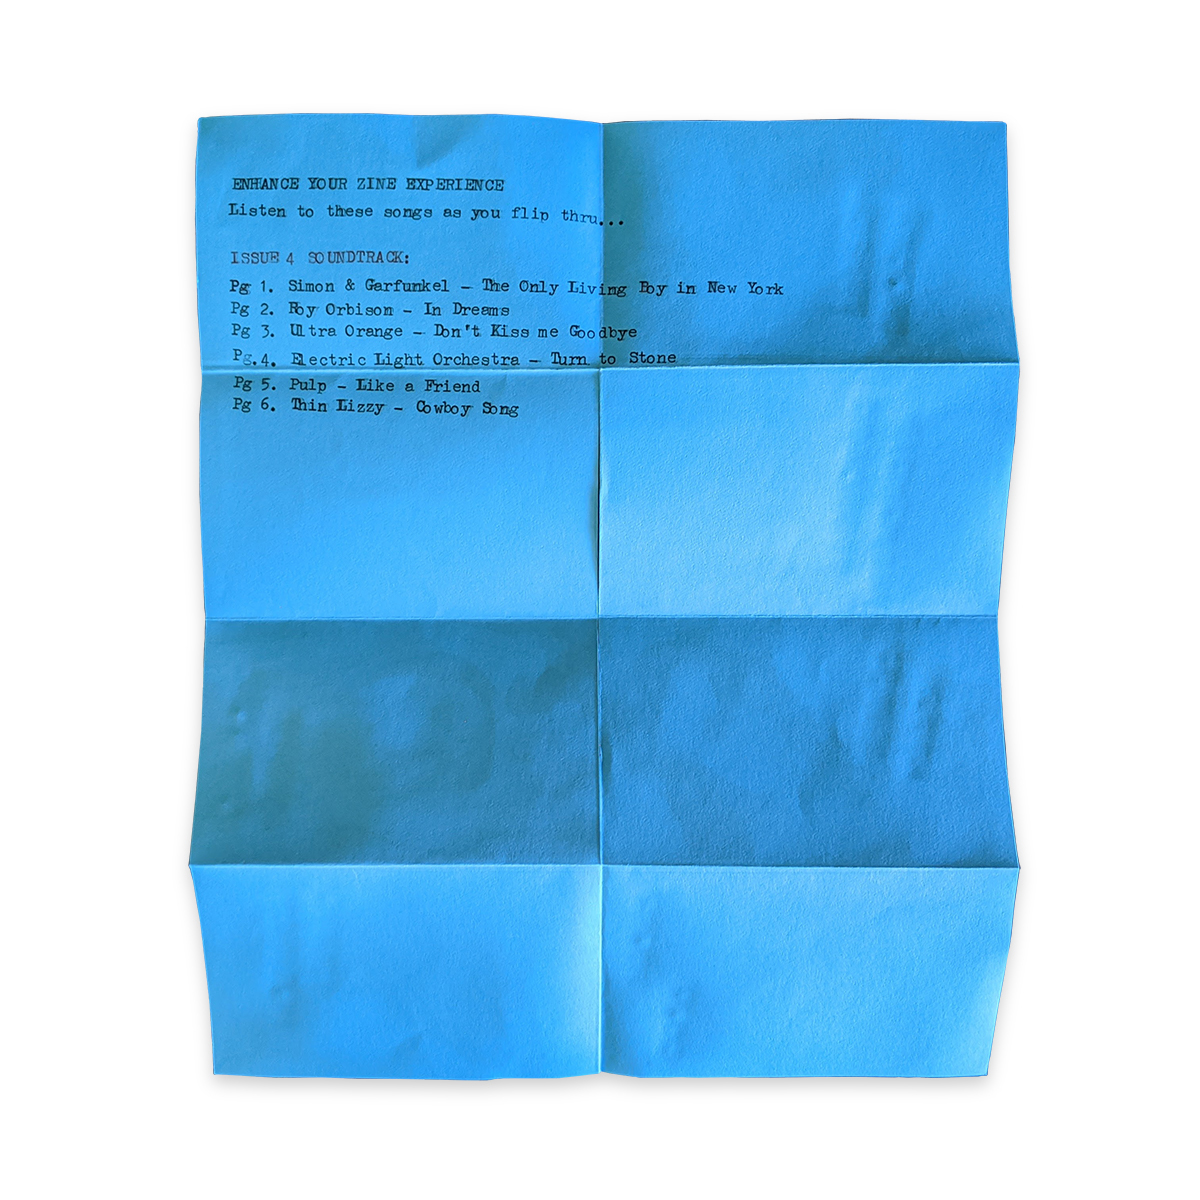 ENHANCE YOUR ZINE EXPERIENCE
Listen to these songs as you flip thru...
ISSUE 4 SOUNDTRACK:
Pg 1. Simon & Garfunkel - The Only Living Boy in New York
Pg 2. Roy Orbison - In Dreams
Pg 3. Ultra Orange - Don't Kiss me Goodbye
Pg.4. Electric Light Orchestra - Turn to Stone
Pg 5. Pulp - Like a Friend
Pg 6. Thin Lizzy - Cowboy Song